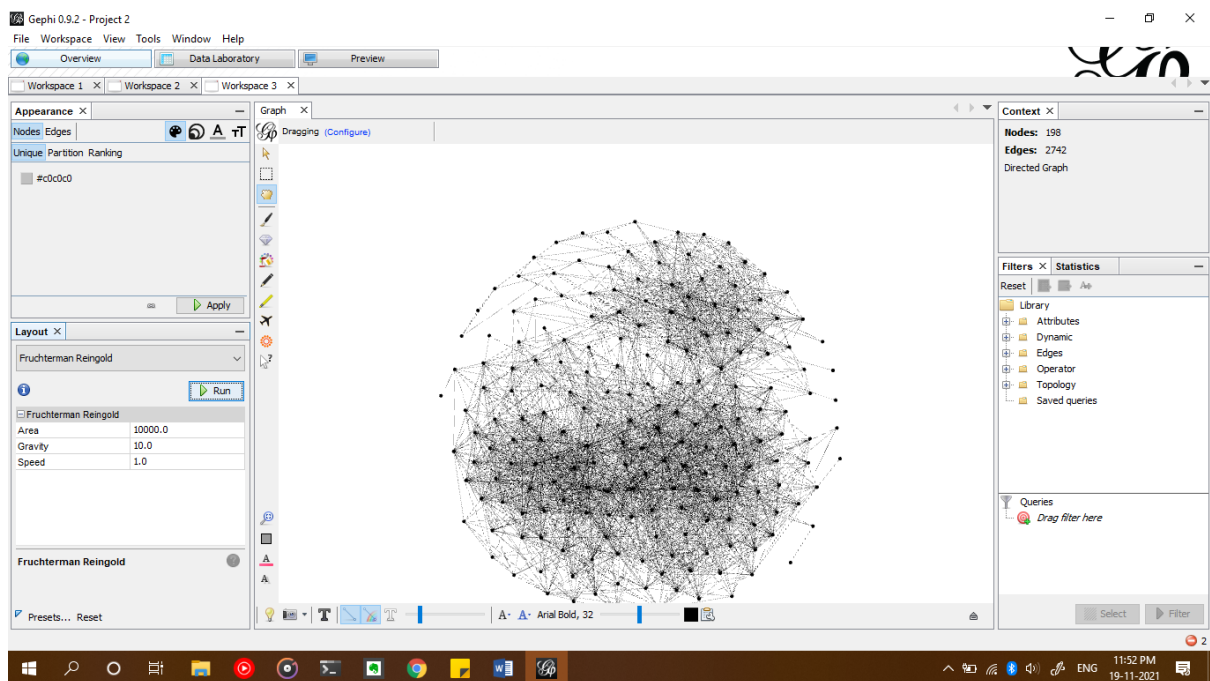 Gephi 0.9.2 - Project 2
File Workspace View Tools Window Help
Overview Data Laboratory Preview
Workspace 1 Workspace 2 Workspace 3
Appearance
Nodes Edges
Unique Partition Ranking
#c0c0c0
Apply
Layout
Fruchterman Reingold
Run
Fruchterman Reingold
Area 10000.0
Gravity 10.0
Speed 1.0
Fruchterman Reingold
Presets... Reset
Graph
Dragging (Configure)
A- A- Arial Bold, 32
Context
Nodes: 198
Edges: 2742
Directed Graph
Filters Statistics
Reset
Library
Attributes
Dynamic
Edges
Operator
Topology
Saved queries
Queries
Drag filter here
Select Filter
2
ENG 11:52 PM
19-11-2021